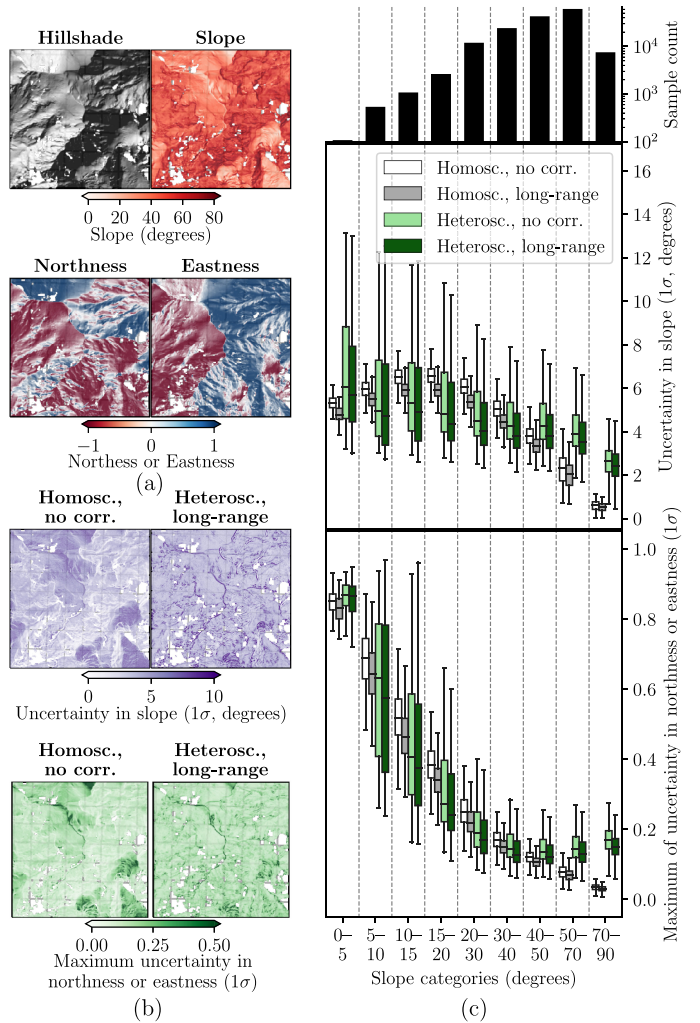 Hillshade Slope
0 20 40 60 80
Slope (degrees)
Northness Eastness
−1 0 1
Northess or Eastness
(a)
Homosc., no corr. Heterosc., long-range
0 5 10
Uncertainty in slope (1σ, degrees)
Homosc., no corr. Heterosc., long-range
0.00 0.25 0.50
Maximum uncertainty in
northness or eastness (1σ)
(b)
10⁴
10³
10²
Sample count
Homosc., no corr.
Homosc., long-range
Heterosc., no corr.
Heterosc., long-range
16
14
12
10
8
6
4
2
0
Uncertainty in slope (1σ, degrees)
1.0
0.8
0.6
0.4
0.2
0.0
Maximum of uncertainty in northness or eastness (1σ)
0– 5– 10– 15– 20– 30– 40– 50– 70–
5 10 15 20 30 40 50 70 90
Slope categories (degrees)
(c)